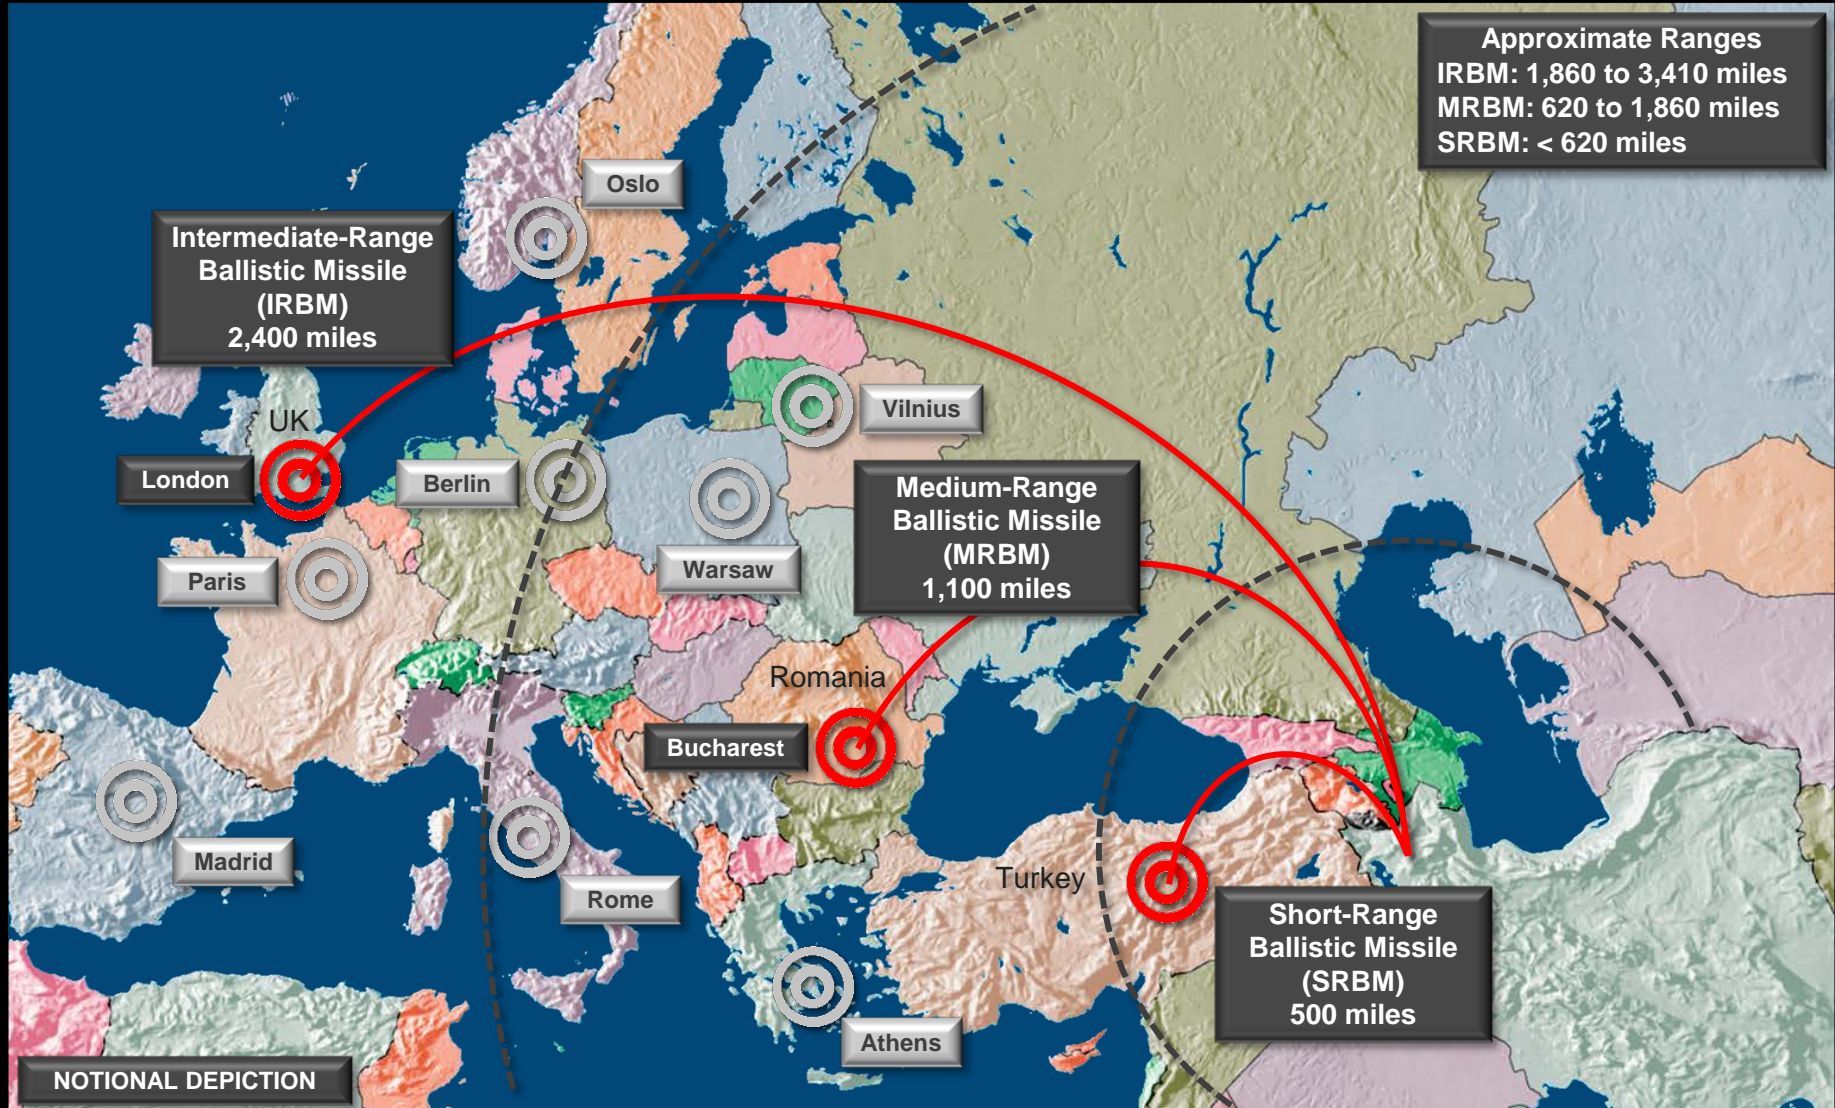 Approximate Ranges
IRBM: 1,860 to 3,410 miles
MRBM: 620 to 1,860 miles
SRBM: < 620 miles
Oslo
Intermediate-Range
Ballistic Missile
(IRBM)
2,400 miles
UK
London
Berlin
Vilnius
Medium-Range
Ballistic Missile
(MRBM)
1,100 miles
Paris
Warsaw
Romania
Bucharest
Madrid
Rome
Turkey
Short-Range
Ballistic Missile
(SRBM)
500 miles
Athens
NOTIONAL DEPICTION